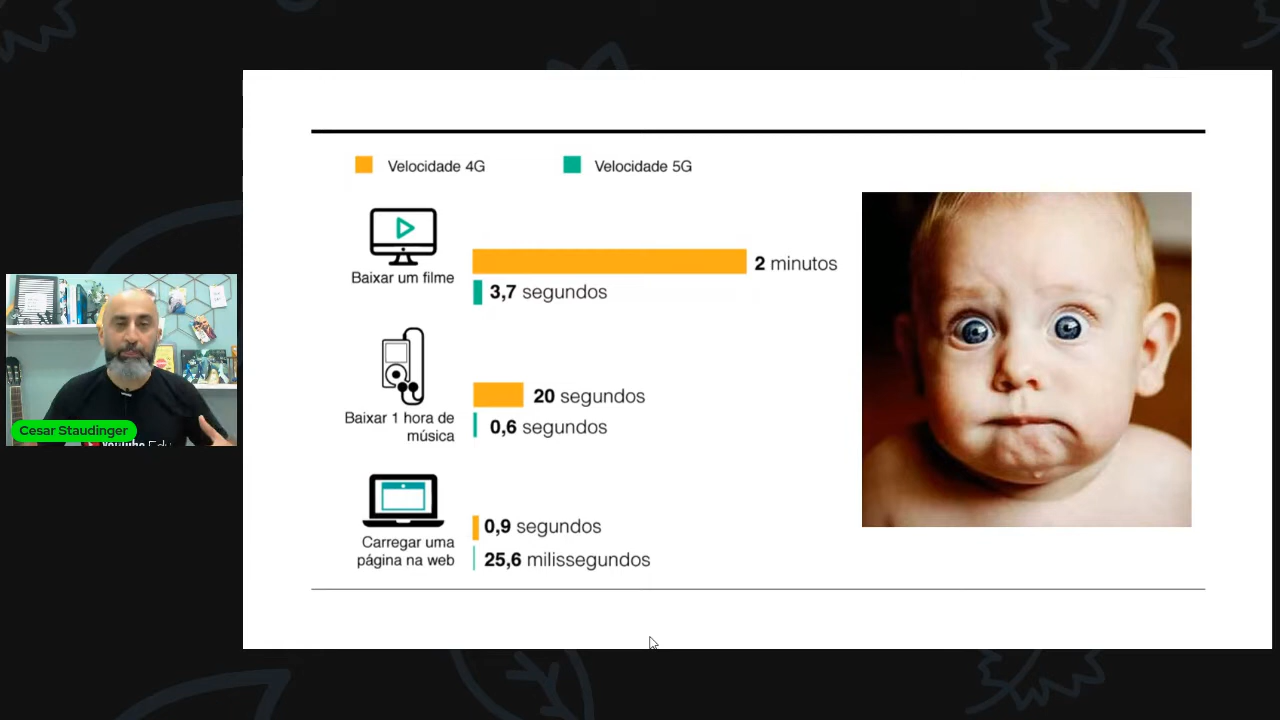 Velocidade 4G
Velocidade 5G
Baixar um filme
2 minutos
3,7 segundos
Baixar 1 hora de
música
20 segundos
0,6 segundos
Carregar uma
página na web
0,9 segundos
25,6 milissegundos
Cesar Staudinger
Edu